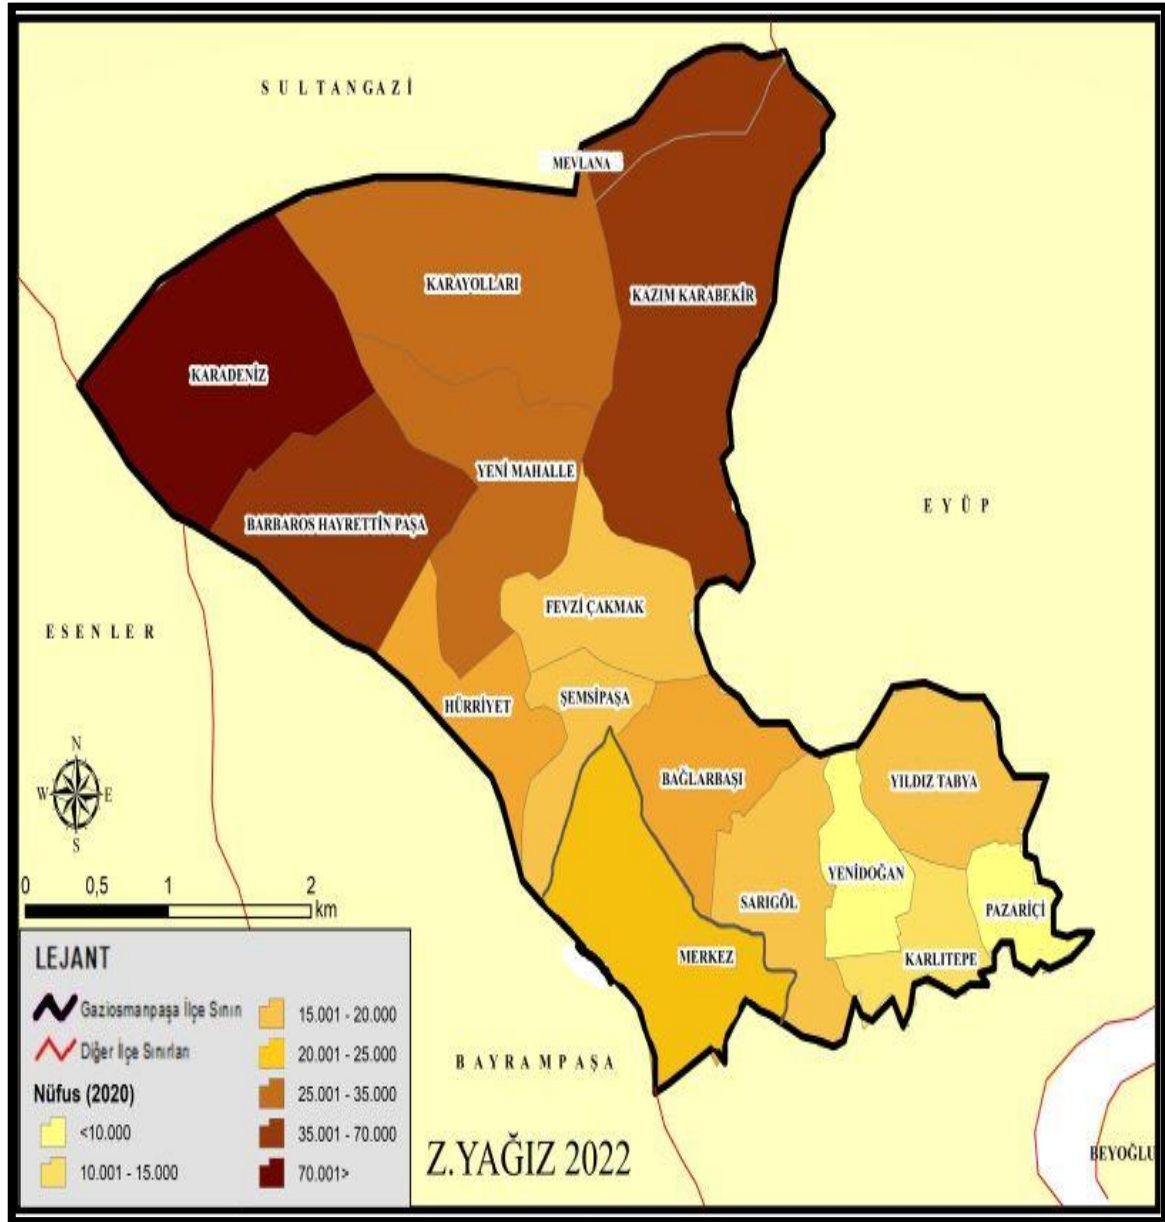 SULTANGAZİ
MEVLANA
KARAYOLLARI
KAZIM KARABEKİR
KARADENİZ
YENİ MAHALLE
EYÜP
BARBAROS HAYRETTİN PAŞA
FEVZİ ÇAKMAK
ESENLER
ŞEMSİPAŞA
HÜRRİYET
BAĞLARBAŞI
YILDIZ TABYA
N
W E
S
YENİDOĞAN
SARIGÖL
PAZARİÇİ
0 0,5 1 2
km
MERKEZ
KARLITEPE
LEJANT
Gaziosmanpaşa İlçe Sınırı
Diğer İlçe Sınırları
Nüfus (2020)
<10.000
10.001 - 15.000
15.001 - 20.000
20.001 - 25.000
25.001 - 35.000
35.001 - 70.000
70.001>
BAYRAMPAŞA
Z.YAĞIZ 2022
BEYOĞLU